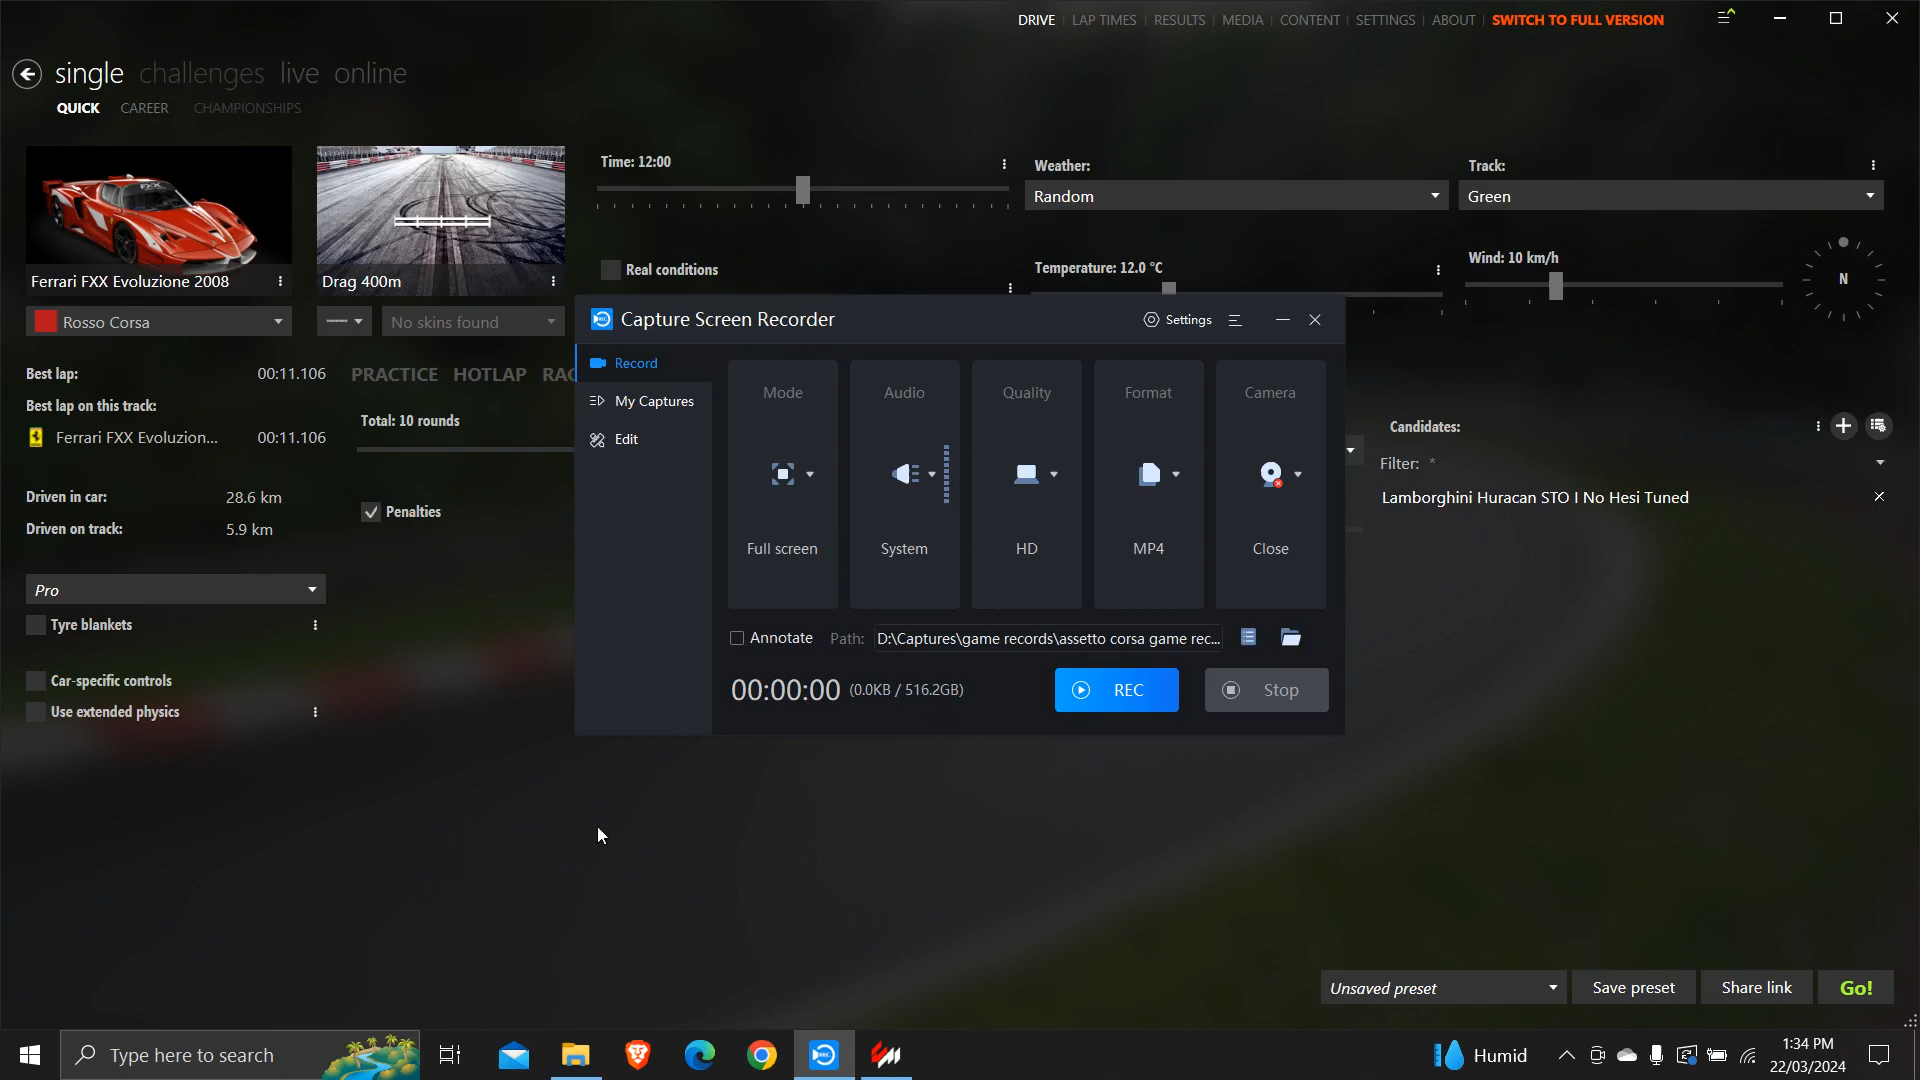 DRIVE LAP TIMES RESULTS MEDIA CONTENT SETTINGS ABOUT SWITCH TO FULL VERSION
single challenges live online
QUICK CAREER CHAMPIONSHIPS
Ferrari FXX Evoluzione 2008
Drag 400m
Rosso Corsa
No skins found
Time: 12:00
Weather:
Random
Track:
Green
Real conditions
Temperature: 12.0 °C
Wind: 10 km/h
N
Best lap: 00:11.106
Best lap on this track:
Ferrari FXX Evoluzion... 00:11.106
Driven in car: 28.6 km
Driven on track: 5.9 km
PRACTICE HOTLAP RAC
Total: 10 rounds
Penalties
Pro
Tyre blankets
Car-specific controls
Use extended physics
Capture Screen Recorder
Settings
Record
My Captures
Edit
Mode Audio Quality Format Camera
Full screen System HD MP4 Close
Annotate Path: D:\Captures\game records\assetto corsa game rec...
00:00:00 (0.0KB / 516.2GB)
REC
Stop
Candidates:
Filter: *
Lamborghini Huracan STO I No Hesi Tuned
Unsaved preset
Save preset
Share link
Go!
Type here to search
Humid
1:34 PM
22/03/2024